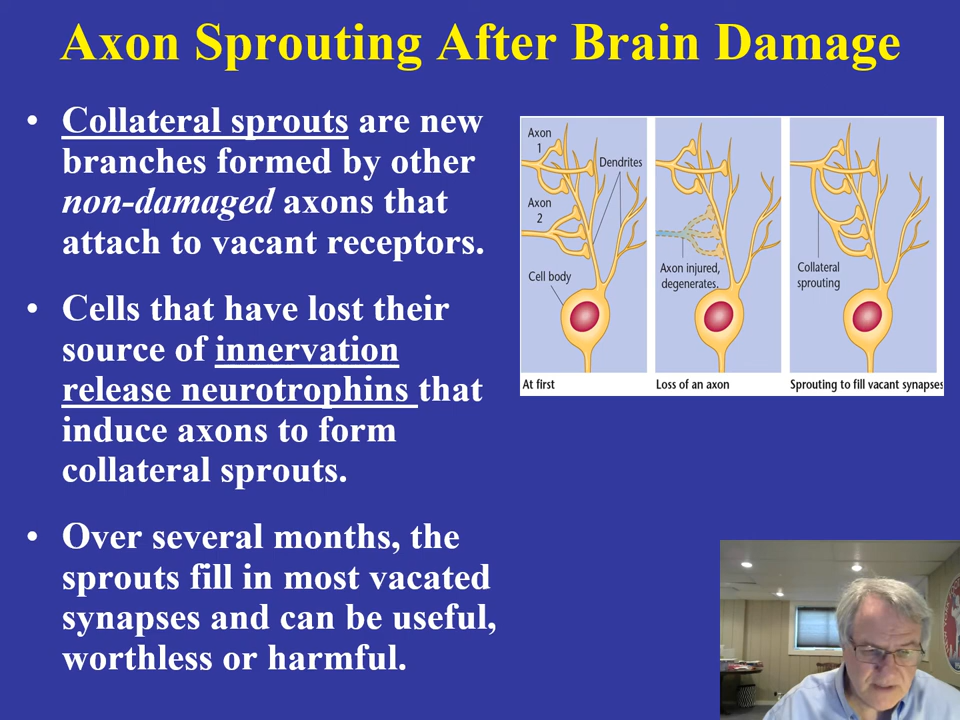 Axon Sprouting After Brain Damage
• Collateral sprouts are new
branches formed by other
non-damaged axons that
attach to vacant receptors.
• Cells that have lost their
source of innervation
release neurotrophins that
induce axons to form
collateral sprouts.
• Over several months, the
sprouts fill in most vacated
synapses and can be useful,
worthless or harmful.
Axon
1
Dendrites
Axon
2
Cell body
At first
Axon injured,
degenerates.
Loss of an axon
Collateral
sprouting
Sprouting to fill vacant synapses